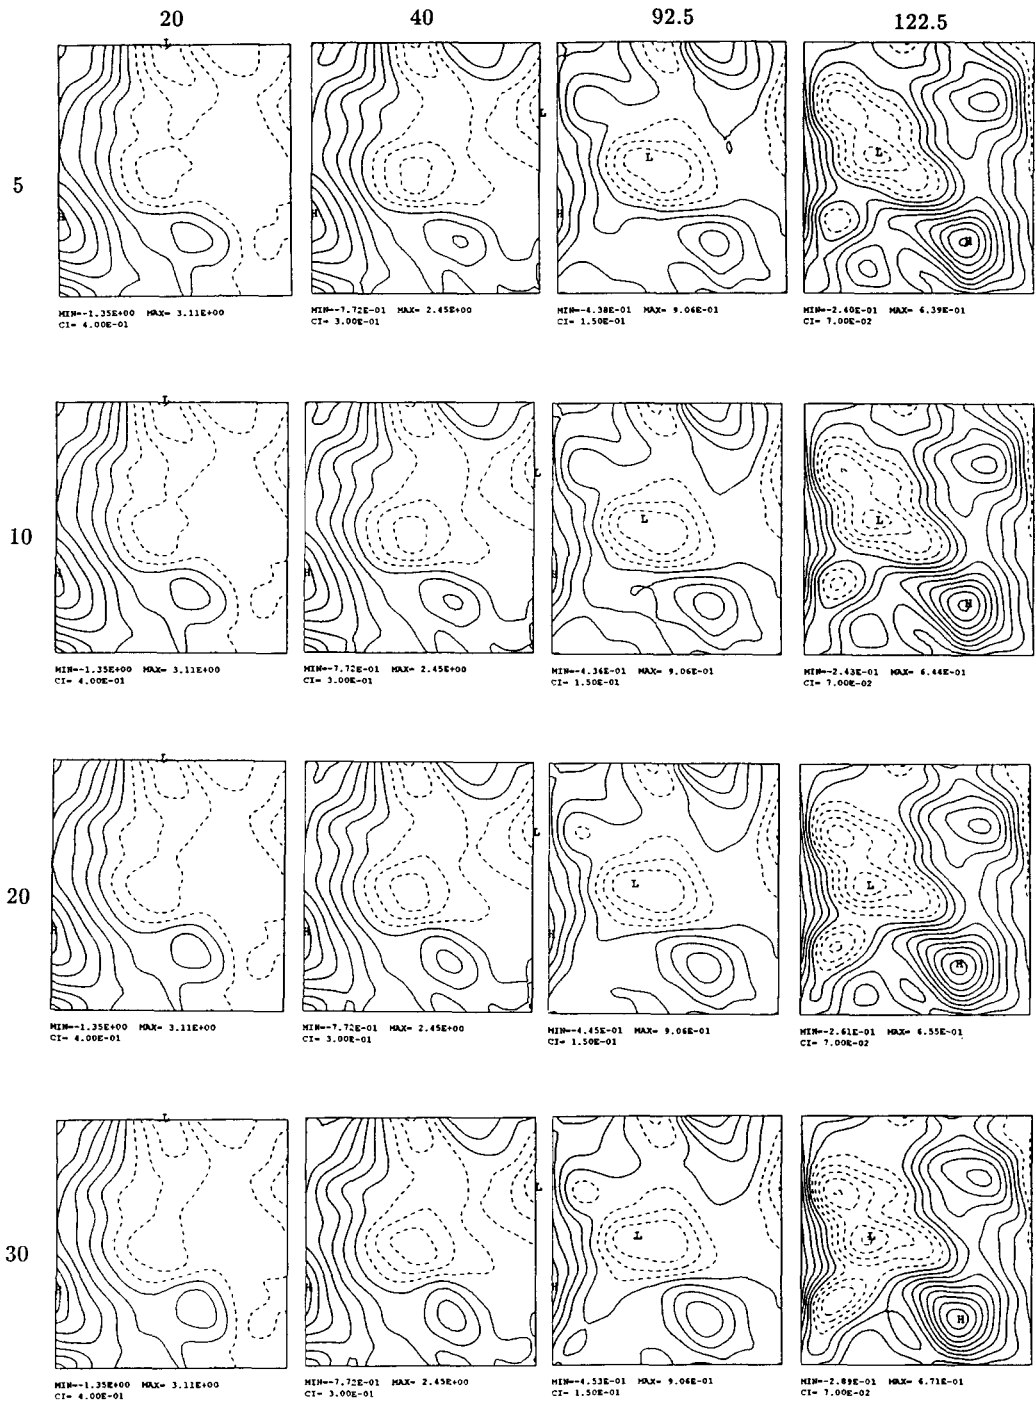 20 40 92.5 122.5
L
L
L
L
H
H
H
H
5
MIN=-1.35E+00 MAX= 3.11E+00 MIN=-7.72E-01 MAX= 2.45E+00 MIN=-4.38E-01 MAX= 9.06E-01 MIN=-2.40E-01 MAX= 6.39E-01
CI= 4.00E-01 CI= 3.00E-01 CI= 1.50E-01 CI= 7.00E-02
L
L
L
L
H
H
H
H
10
MIN=-1.35E+00 MAX= 3.11E+00 MIN=-7.72E-01 MAX= 2.45E+00 MIN=-4.36E-01 MAX= 9.06E-01 MIN=-2.43E-01 MAX= 6.44E-01
CI= 4.00E-01 CI= 3.00E-01 CI= 1.50E-01 CI= 7.00E-02
L
L
L
L
20
H
H
H
H
MIN=-1.35E+00 MAX= 3.11E+00 MIN=-7.72E-01 MAX= 2.45E+00 MIN=-4.45E-01 MAX= 9.06E-01 MIN=-2.61E-01 MAX= 6.55E-01
CI= 4.00E-01 CI= 3.00E-01 CI= 1.50E-01 CI= 7.00E-02
L
L
L
L
30
H
H
H
H
MIN=-1.35E+00 MAX= 3.11E+00 MIN=-7.72E-01 MAX= 2.45E+00 MIN=-4.53E-01 MAX= 9.06E-01 MIN=-2.89E-01 MAX= 6.71E-01
CI= 4.00E-01 CI= 3.00E-01 CI= 1.50E-01 CI= 7.00E-02